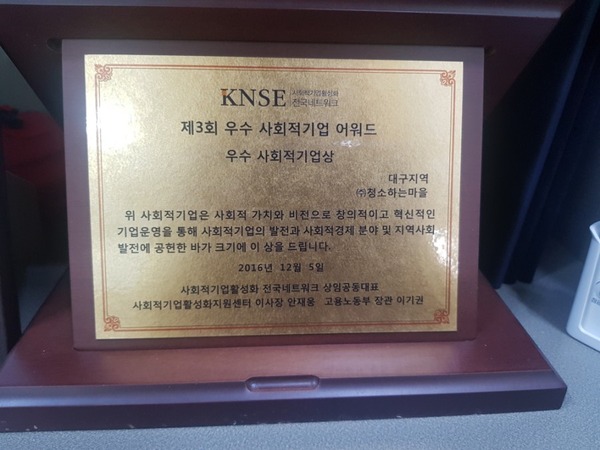 KNSE 사회적기업활성화
전국네트워크
제3회 우수 사회적기업 어워드
우수 사회적기업상
대구지역
(주)청소하는마을
위 사회적기업은 사회적 가치와 비전으로 창의적이고 혁신적인
기업운영을 통해 사회적기업의 발전과 사회적경제 분야 및 지역사회
발전에 공헌한 바가 크기에 이 상을 드립니다.
2016년 12월 5일
사회적기업활성화 전국네트워크 상임공동대표
사회적기업활성화지원센터 이사장 안재웅 고용노동부 장관 이기권